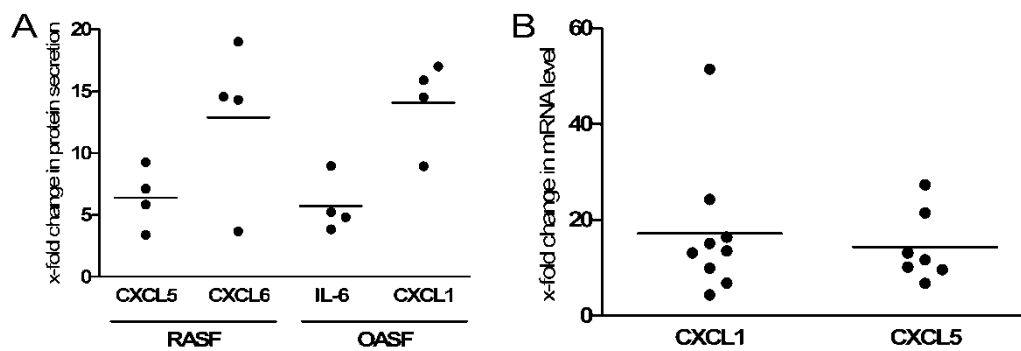 A
x-fold change in protein secretion
20
15
10
5
0
CXCL5 CXCL6 IL-6 CXCL1
RASF OASF
B
x-fold change in mRNA level
60
40
20
0
CXCL1 CXCL5